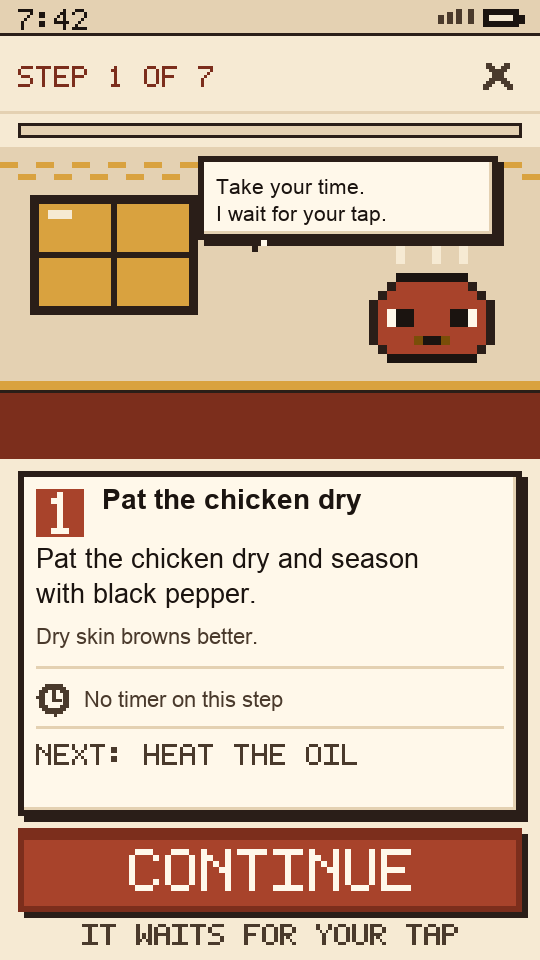 7:42
STEP 1 OF 7
Take your time.
I wait for your tap.
1
Pat the chicken dry
Pat the chicken dry and season
with black pepper.
Dry skin browns better.
No timer on this step
NEXT: HEAT THE OIL
CONTINUE
IT WAITS FOR YOUR TAP